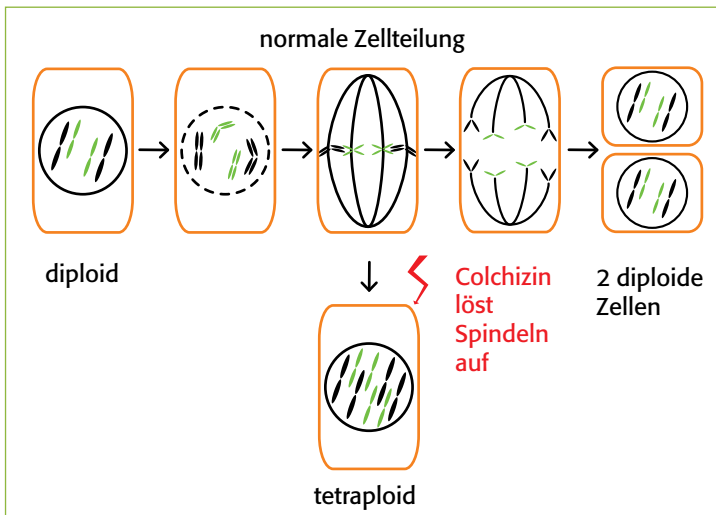 normale Zellteilung
diploid
Colchizin
löst
Spindeln
auf
2 diploide
Zellen
tetraploid